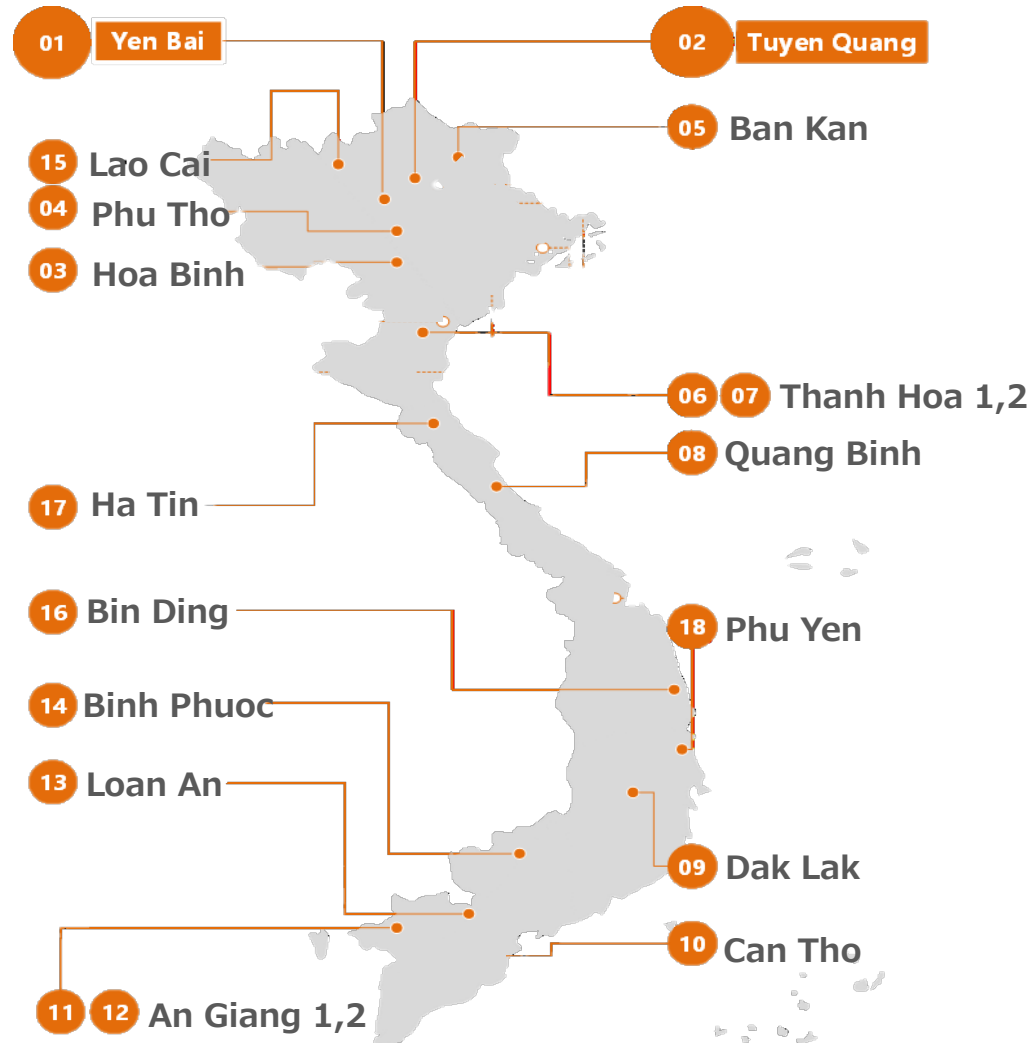 01 Yen Bai
02 Tuyen Quang
05 Ban Kan
15 Lao Cai
04 Phu Tho
03 Hoa Binh
06 07 Thanh Hoa 1,2
08 Quang Binh
17 Ha Tin
16 Bin Ding
18 Phu Yen
14 Binh Phuoc
13 Loan An
09 Dak Lak
10 Can Tho
11 12 An Giang 1,2